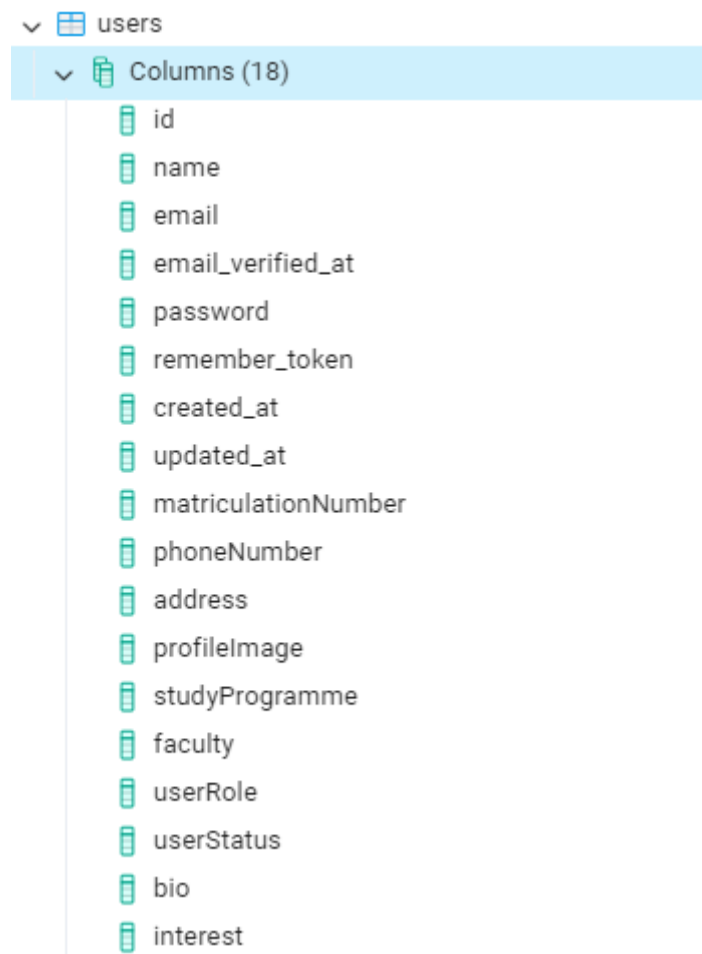 users
Columns (18)
id
name
email
email_verified_at
password
remember_token
created_at
updated_at
matriculationNumber
phoneNumber
address
profileImage
studyProgramme
faculty
userRole
userStatus
bio
interest